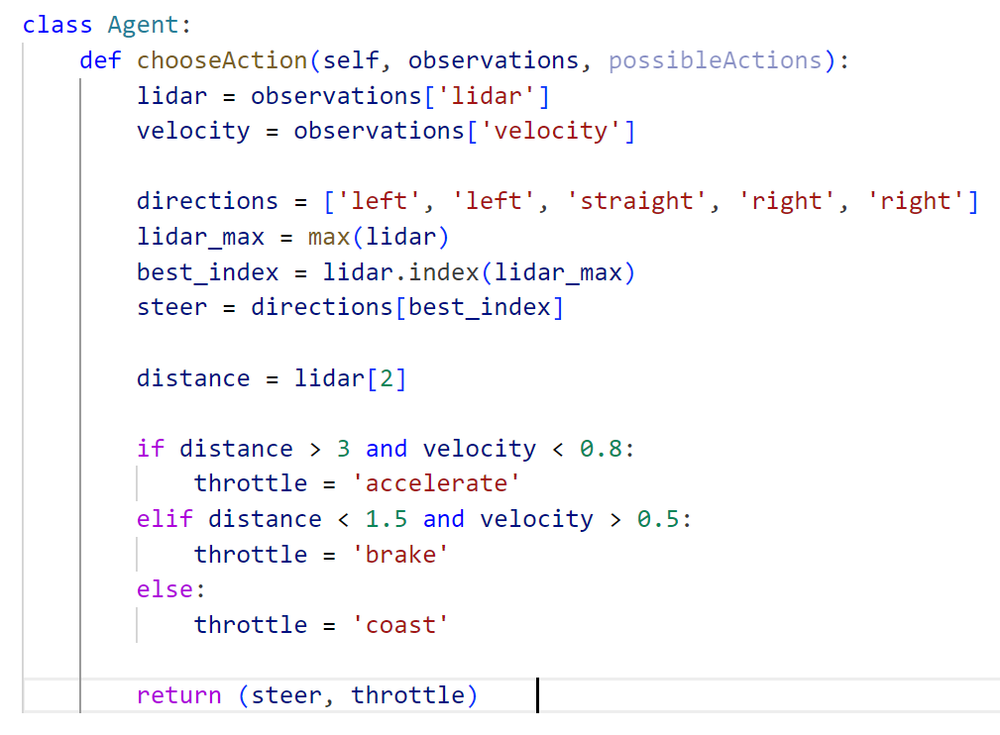 class Agent:
    def chooseAction(self, observations, possibleActions):
        lidar = observations['lidar']
        velocity = observations['velocity']

        directions = ['left', 'left', 'straight', 'right', 'right']
        lidar_max = max(lidar)
        best_index = lidar.index(lidar_max)
        steer = directions[best_index]

        distance = lidar[2]

        if distance > 3 and velocity < 0.8:
            throttle = 'accelerate'
        elif distance < 1.5 and velocity > 0.5:
            throttle = 'brake'
        else:
            throttle = 'coast'

        return (steer, throttle)